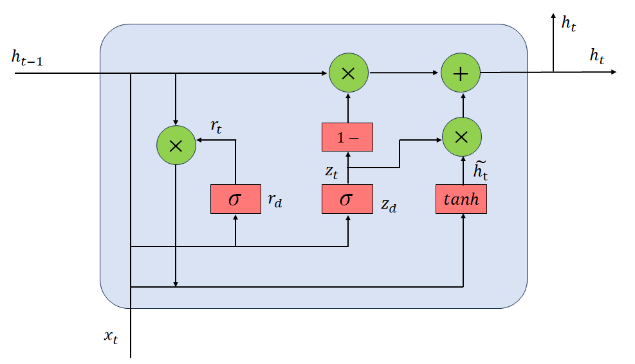 h_t
h_{t-1}
h_t
×
+
r_t
×
1 −
×
z_t
h̃_t
σ
r_d
σ
z_d
tanh
x_t